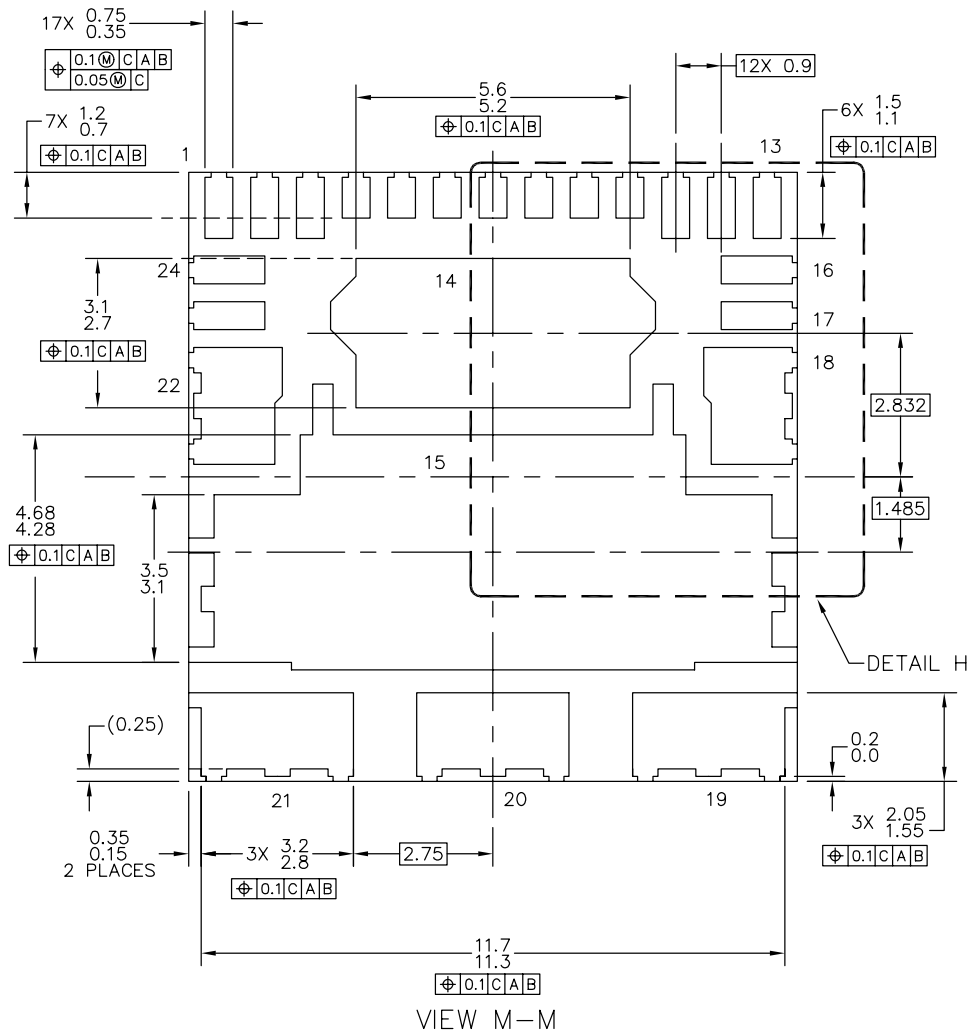 17X 0.75
0.35
⌖ 0.1Ⓜ C A B
0.05Ⓜ C
7X 1.2
0.7
⌖ 0.1 C A B
5.6
5.2
⌖ 0.1 C A B
12X 0.9
6X 1.5
1.1
⌖ 0.1 C A B
1
13
24
14
16
3.1
2.7
⌖ 0.1 C A B
17
22
18
2.832
15
1.485
4.68
4.28
⌖ 0.1 C A B
3.5
3.1
DETAIL H
(0.25)
0.2
0.0
21
20
19
0.35
0.15
2 PLACES
3X 3.2
2.8
⌖ 0.1 C A B
2.75
3X 2.05
1.55
⌖ 0.1 C A B
11.7
11.3
⌖ 0.1 C A B
VIEW M-M